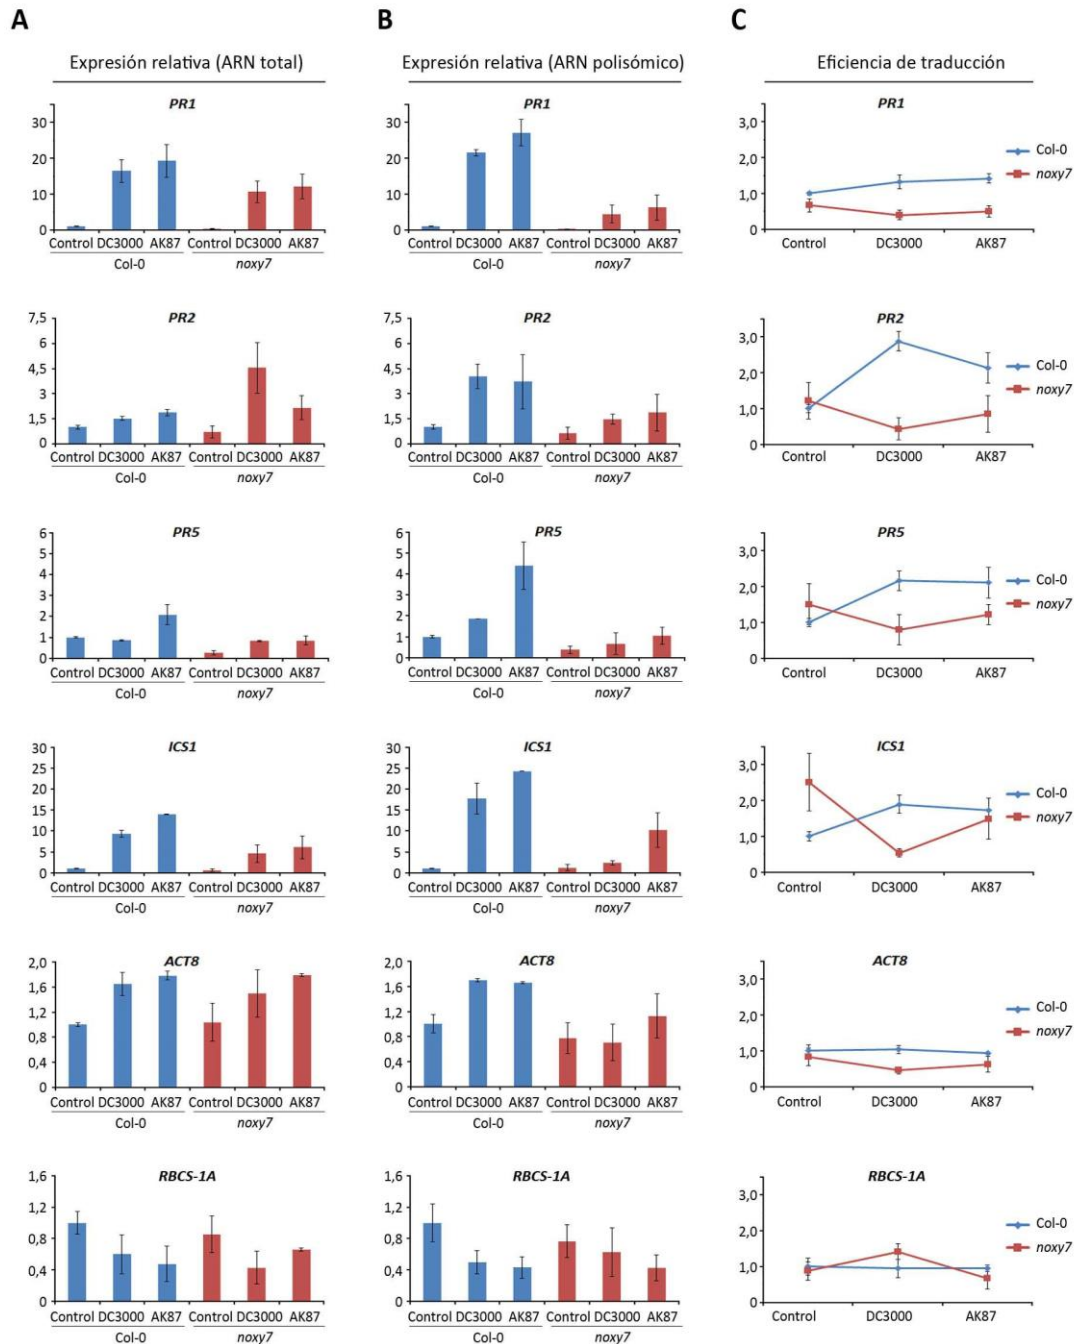 A
B
C
Expresión relativa (ARN total)
Expresión relativa (ARN polisómico)
Eficiencia de traducción
PR1
30
20
10
0
Control DC3000 AK87 Control DC3000 AK87
Col-0 noxy7
PR1
30
20
10
0
Control DC3000 AK87 Control DC3000 AK87
Col-0 noxy7
PR1
3,0
2,0
1,0
0
Control DC3000 AK87
Col-0
noxy7
PR2
7,5
6
4,5
3
1,5
0
Control DC3000 AK87 Control DC3000 AK87
Col-0 noxy7
PR2
7,5
6
4,5
3
1,5
0
Control DC3000 AK87 Control DC3000 AK87
Col-0 noxy7
PR2
3,0
2,0
1,0
0
Control DC3000 AK87
Col-0
noxy7
PR5
6
5
4
3
2
1
0
Control DC3000 AK87 Control DC3000 AK87
Col-0 noxy7
PR5
6
5
4
3
2
1
0
Control DC3000 AK87 Control DC3000 AK87
Col-0 noxy7
PR5
3,0
2,0
1,0
0
Control DC3000 AK87
Col-0
noxy7
ICS1
30
25
20
15
10
5
0
Control DC3000 AK87 Control DC3000 AK87
Col-0 noxy7
ICS1
30
25
20
15
10
5
0
Control DC3000 AK87 Control DC3000 AK87
Col-0 noxy7
ICS1
3,0
2,0
1,0
0
Control DC3000 AK87
Col-0
noxy7
ACT8
2,0
1,6
1,2
0,8
0,4
0
Control DC3000 AK87 Control DC3000 AK87
Col-0 noxy7
ACT8
2,0
1,6
1,2
0,8
0,4
0
Control DC3000 AK87 Control DC3000 AK87
Col-0 noxy7
ACT8
3,0
2,0
1,0
0
Control DC3000 AK87
Col-0
noxy7
RBCS-1A
1,6
1,2
0,8
0,4
0
Control DC3000 AK87 Control DC3000 AK87
Col-0 noxy7
RBCS-1A
1,6
1,2
0,8
0,4
0
Control DC3000 AK87 Control DC3000 AK87
Col-0 noxy7
RBCS-1A
3,0
2,0
1,0
0
Control DC3000 AK87
Col-0
noxy7